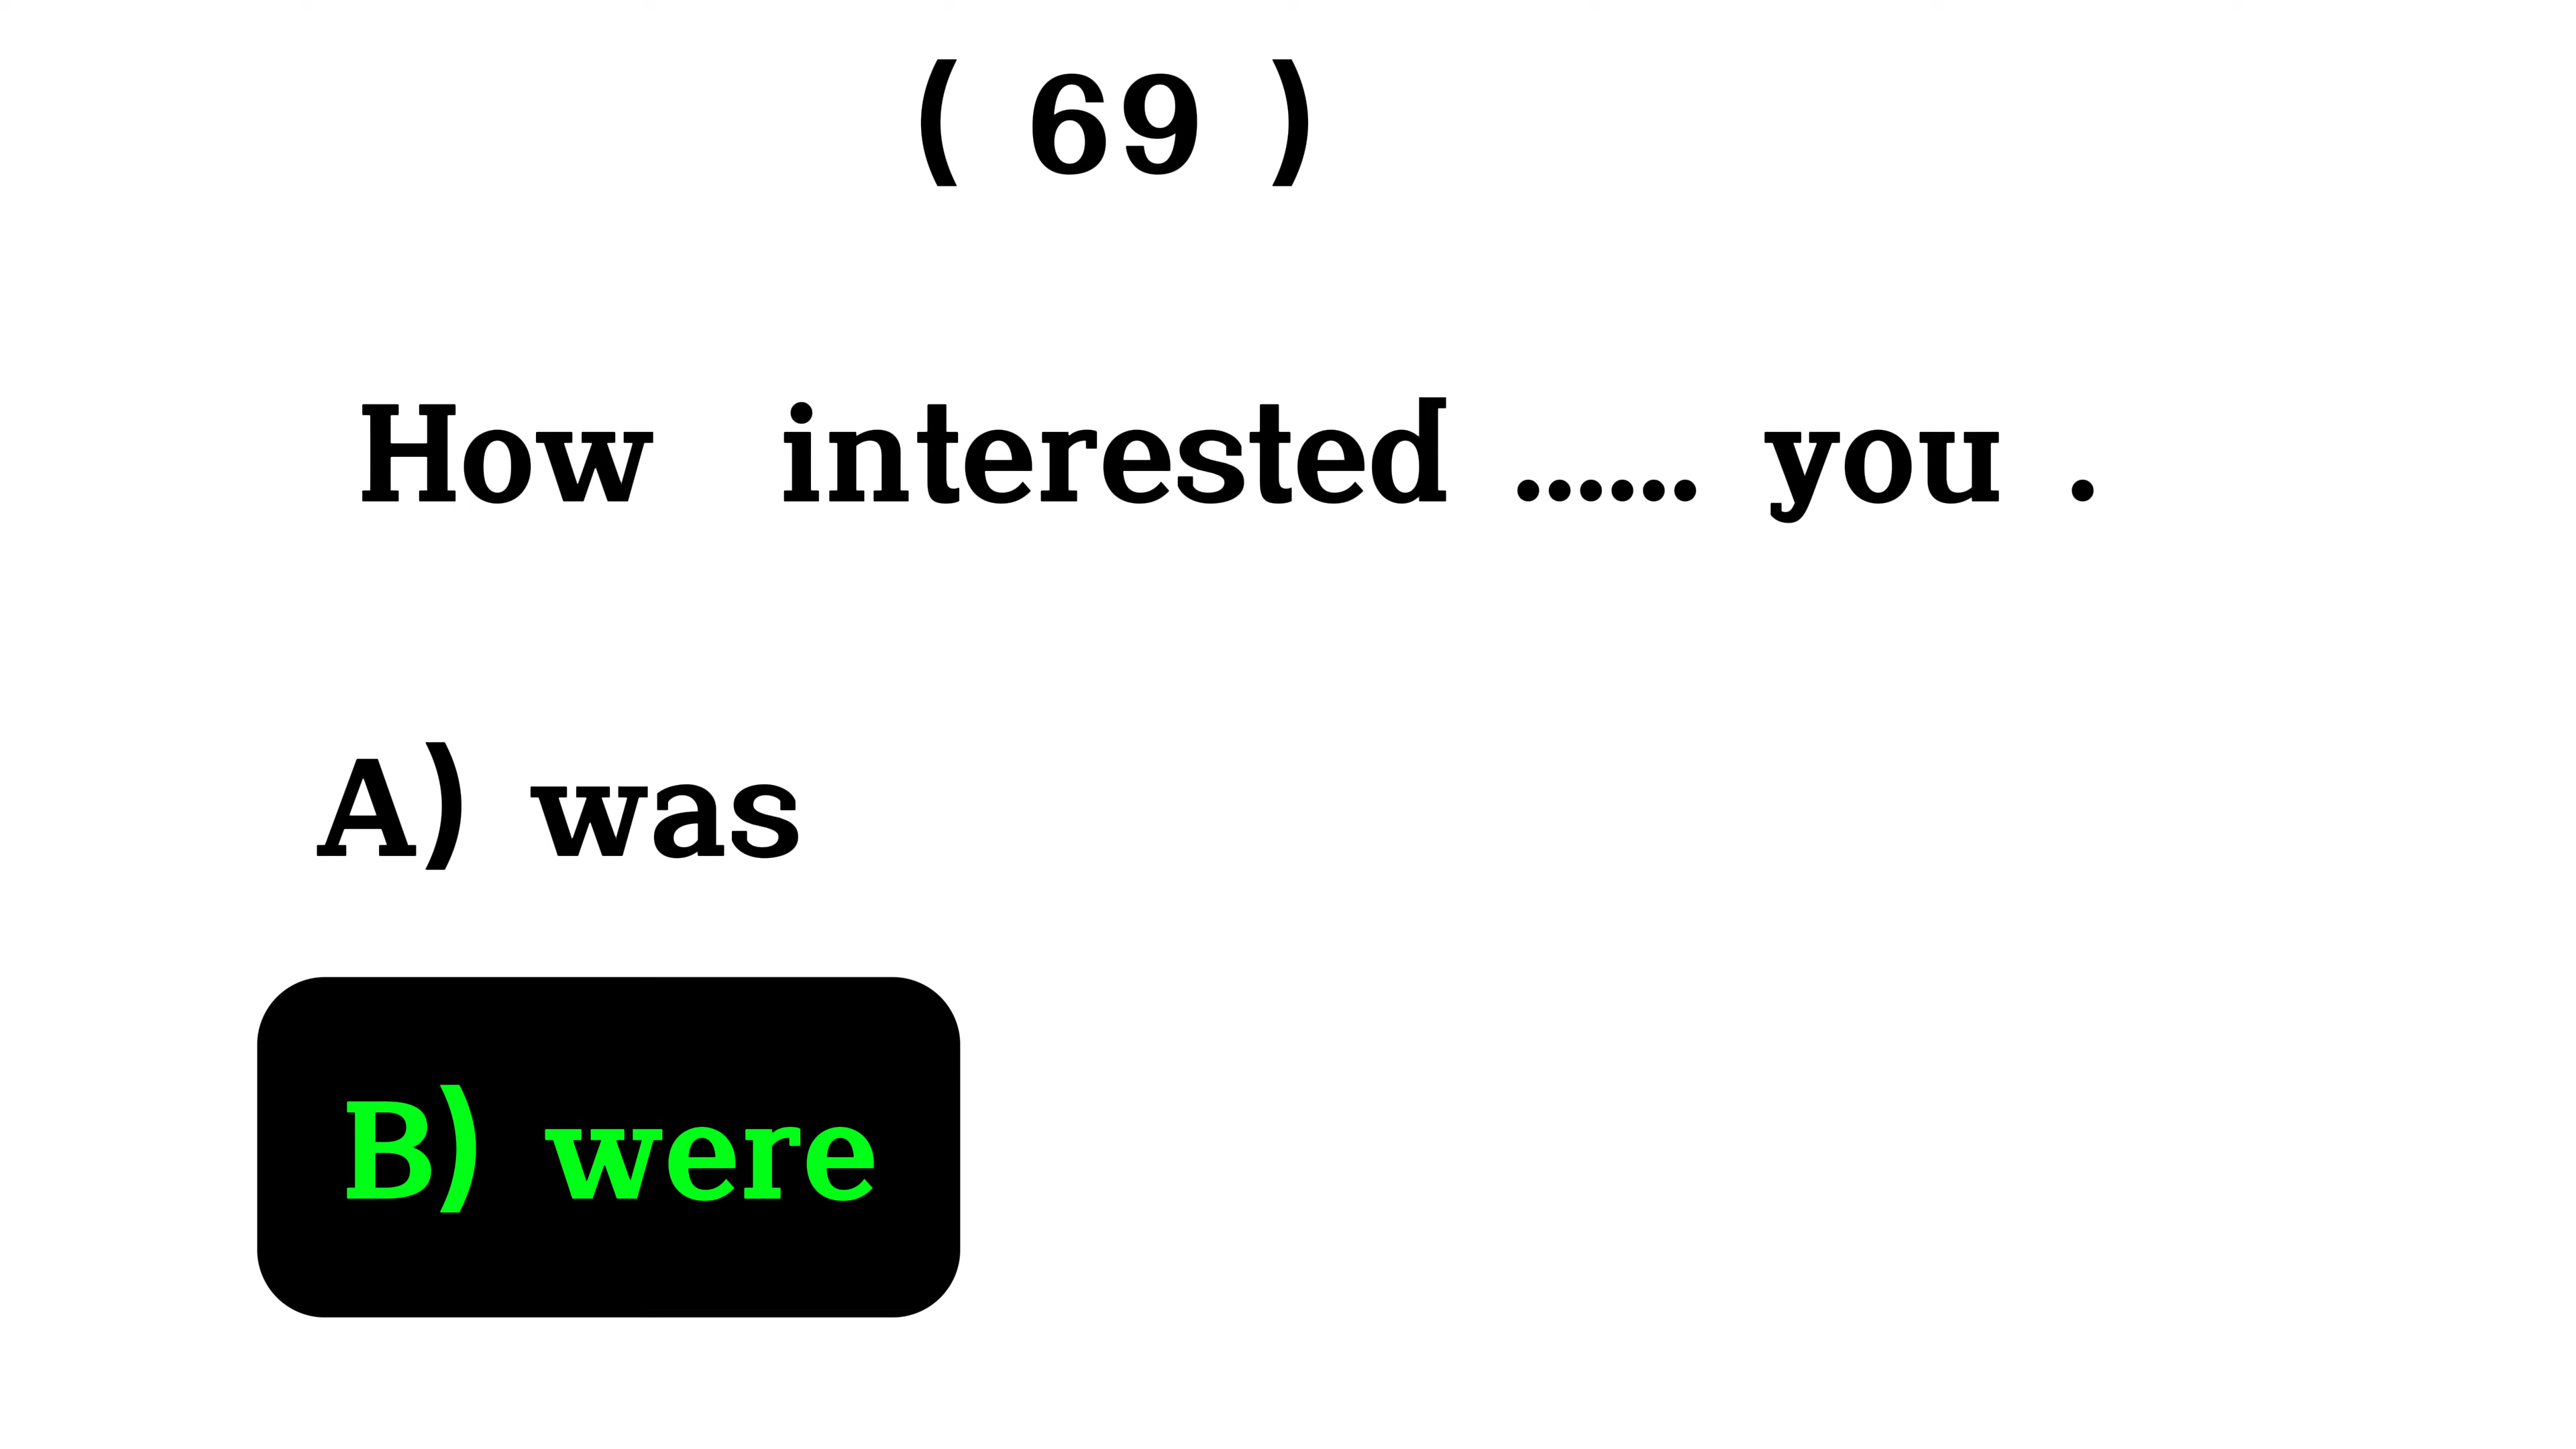 ( 69 )
How interested ...... you .
A) was
B) were